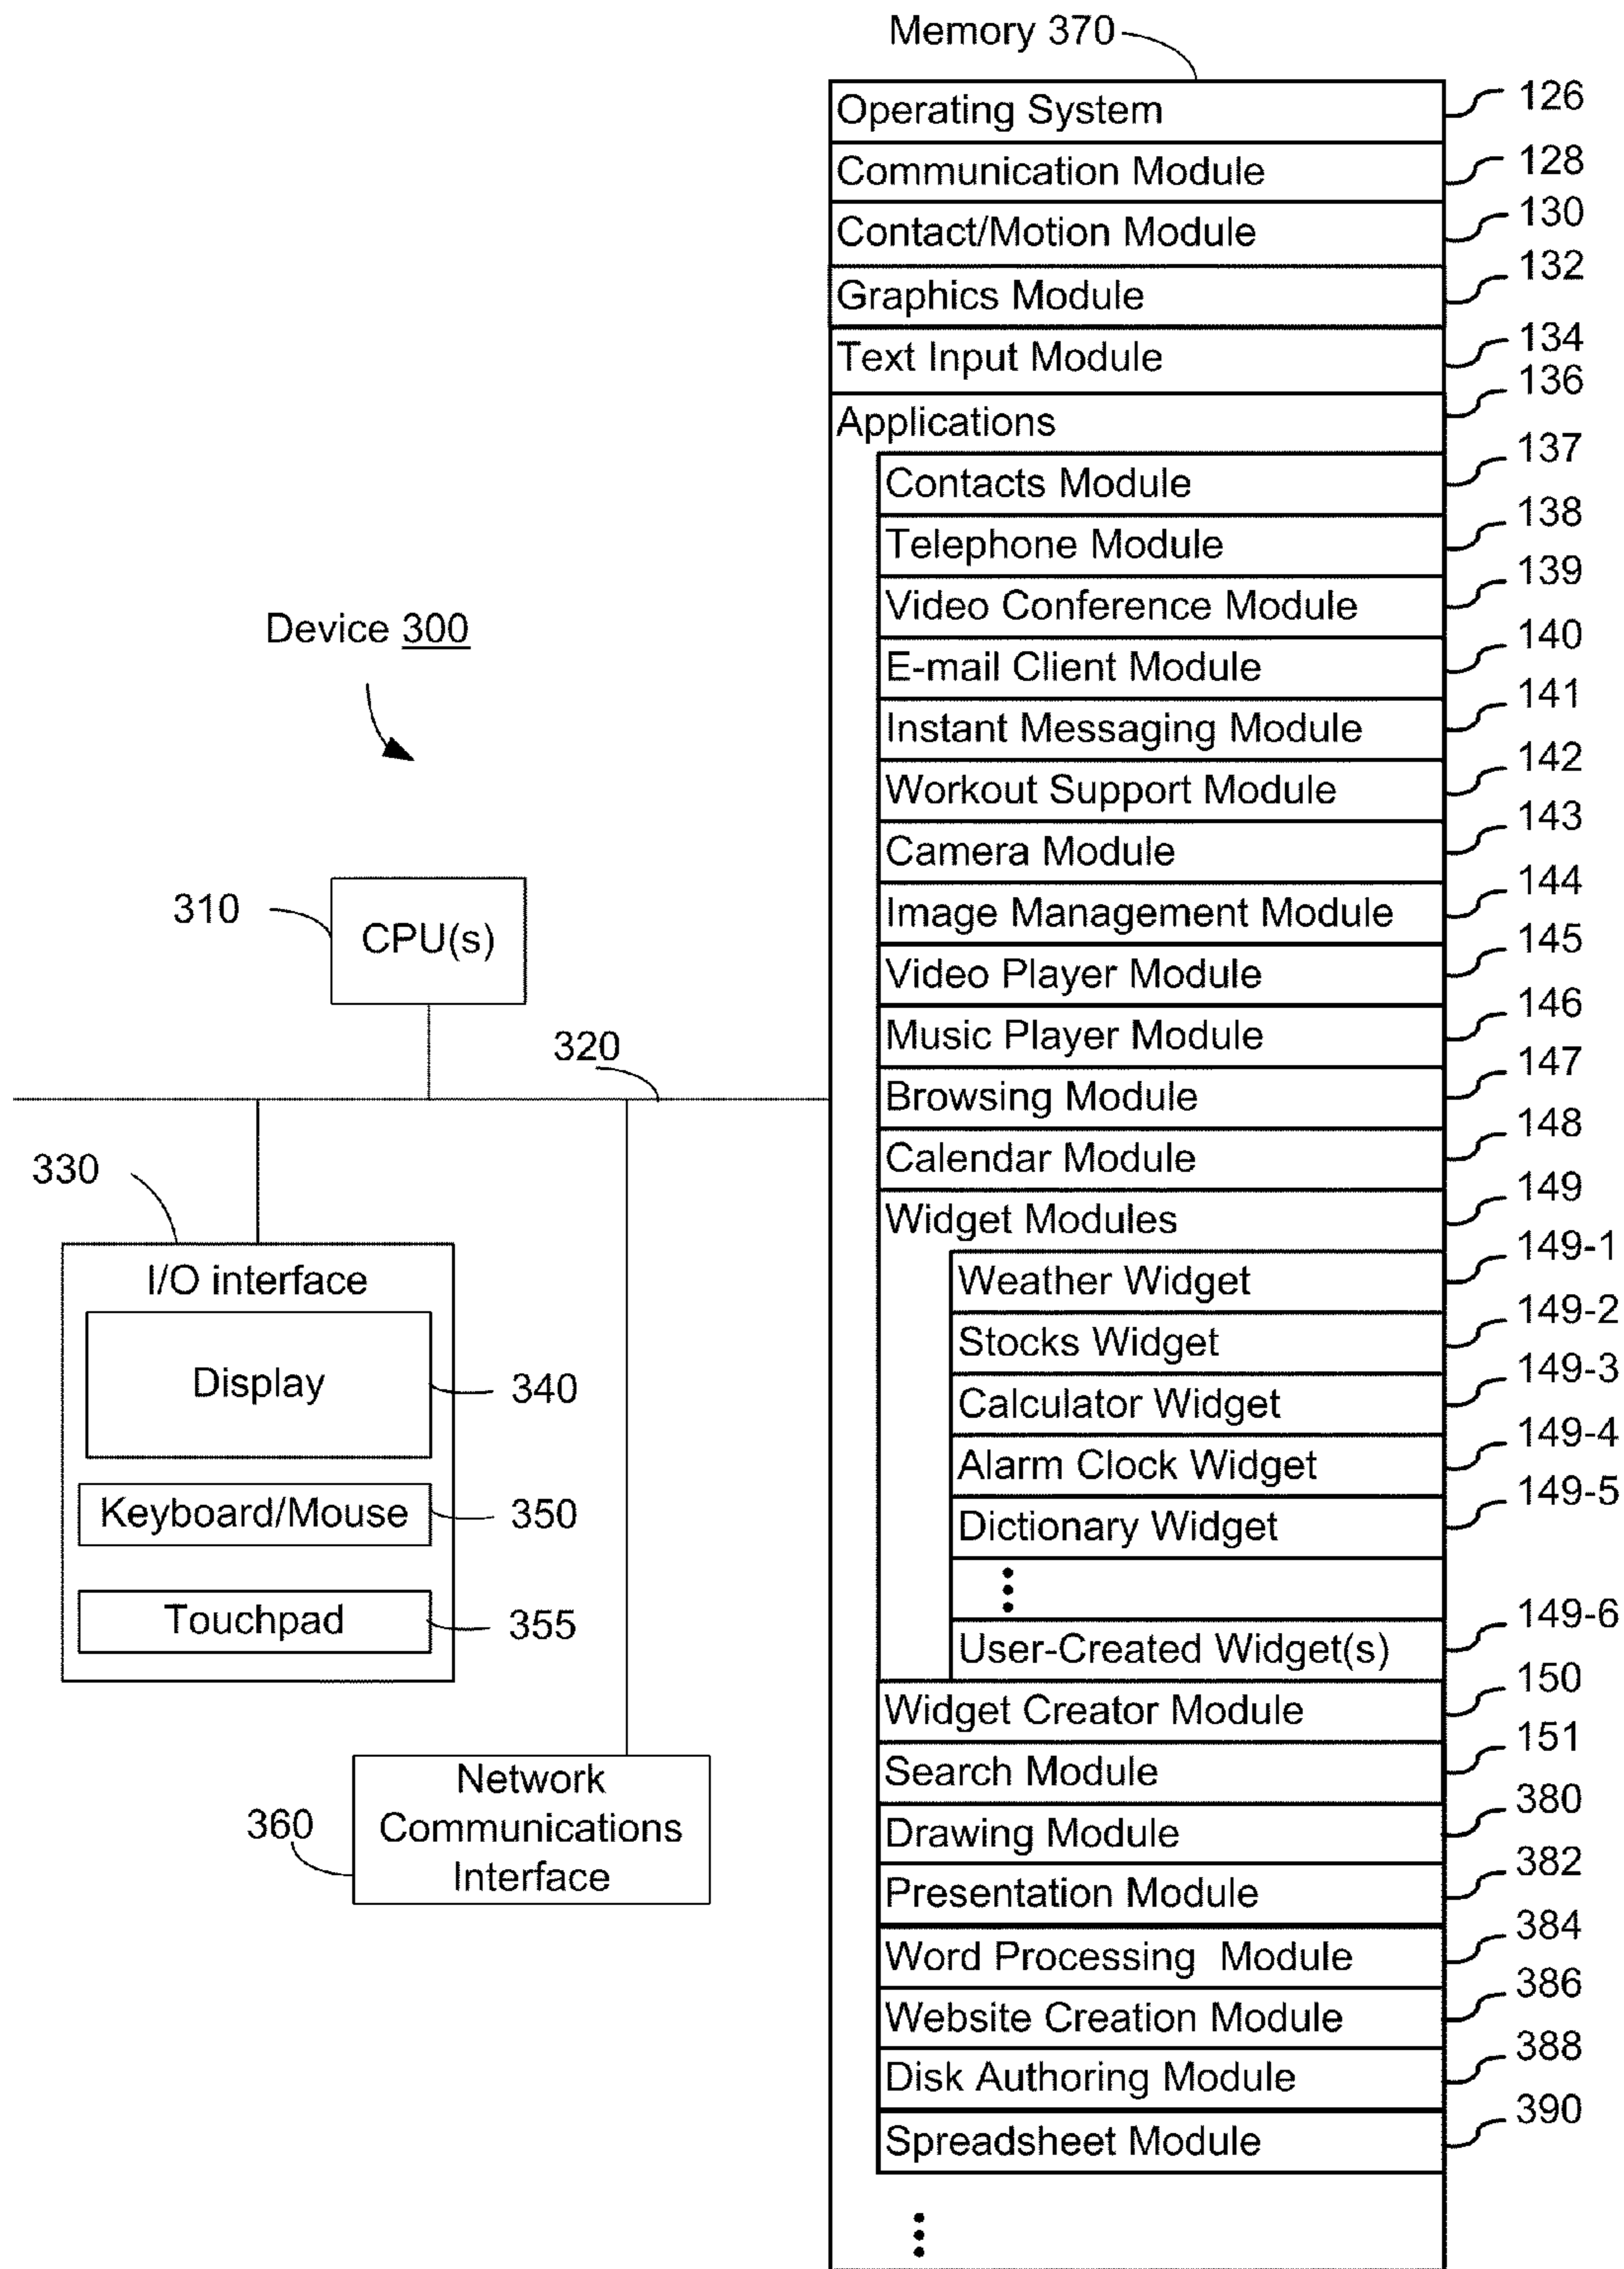 Memory 370
Operating System 126
Communication Module 128
Contact/Motion Module 130
Graphics Module 132
Text Input Module 134
Applications 136
Contacts Module 137
Telephone Module 138
Video Conference Module 139
E-mail Client Module 140
Instant Messaging Module 141
Workout Support Module 142
Camera Module 143
Image Management Module 144
Video Player Module 145
Music Player Module 146
Browsing Module 147
Calendar Module 148
Widget Modules 149
Weather Widget 149-1
Stocks Widget 149-2
Calculator Widget 149-3
Alarm Clock Widget 149-4
Dictionary Widget 149-5
User-Created Widget(s) 149-6
Widget Creator Module 150
Search Module 151
Drawing Module 380
Presentation Module 382
Word Processing Module 384
Website Creation Module 386
Disk Authoring Module 388
Spreadsheet Module 390
Device 300
310
CPU(s)
320
330
I/O interface
Display 340
Keyboard/Mouse 350
Touchpad 355
360
Network
Communications
Interface